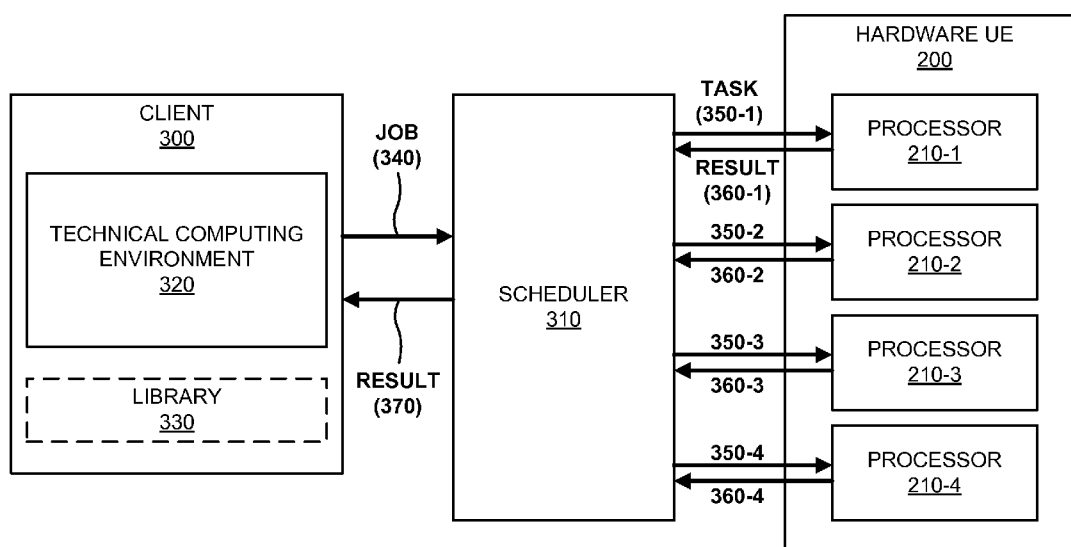 HARDWARE UE
200
CLIENT
300
TECHNICAL COMPUTING
ENVIRONMENT
320
LIBRARY
330
JOB
(340)
RESULT
(370)
SCHEDULER
310
TASK
(350-1)
RESULT
(360-1)
350-2
360-2
350-3
360-3
350-4
360-4
PROCESSOR
210-1
PROCESSOR
210-2
PROCESSOR
210-3
PROCESSOR
210-4